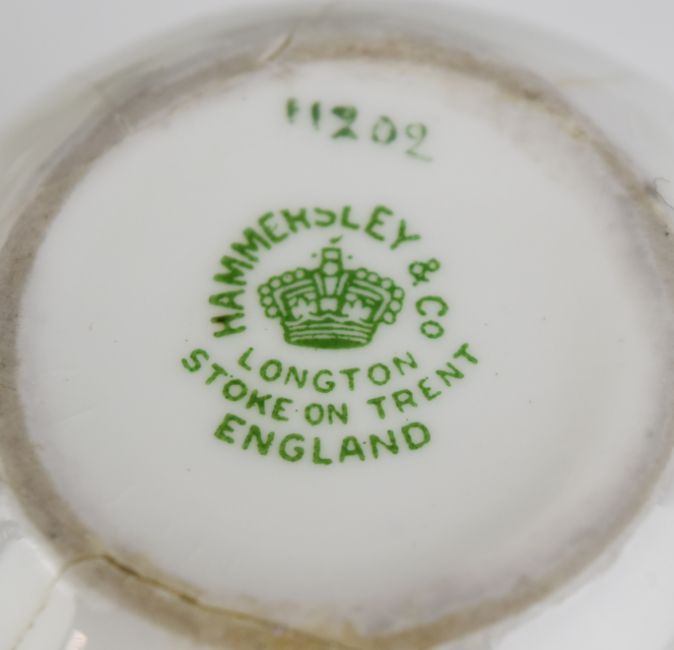 11202
HAMMERSLEY & CO
LONGTON
STOKE ON TRENT
ENGLAND